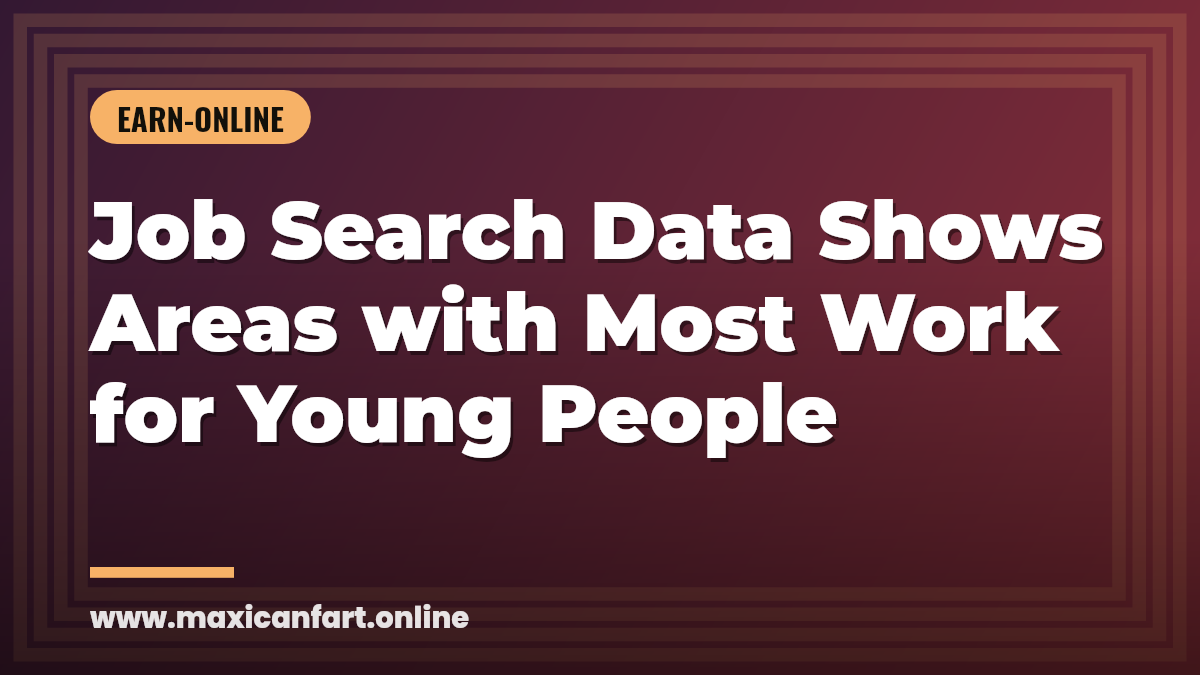 EARN-ONLINE
Job Search Data Shows
Areas with Most Work
for Young People
www.maxicanfart.online